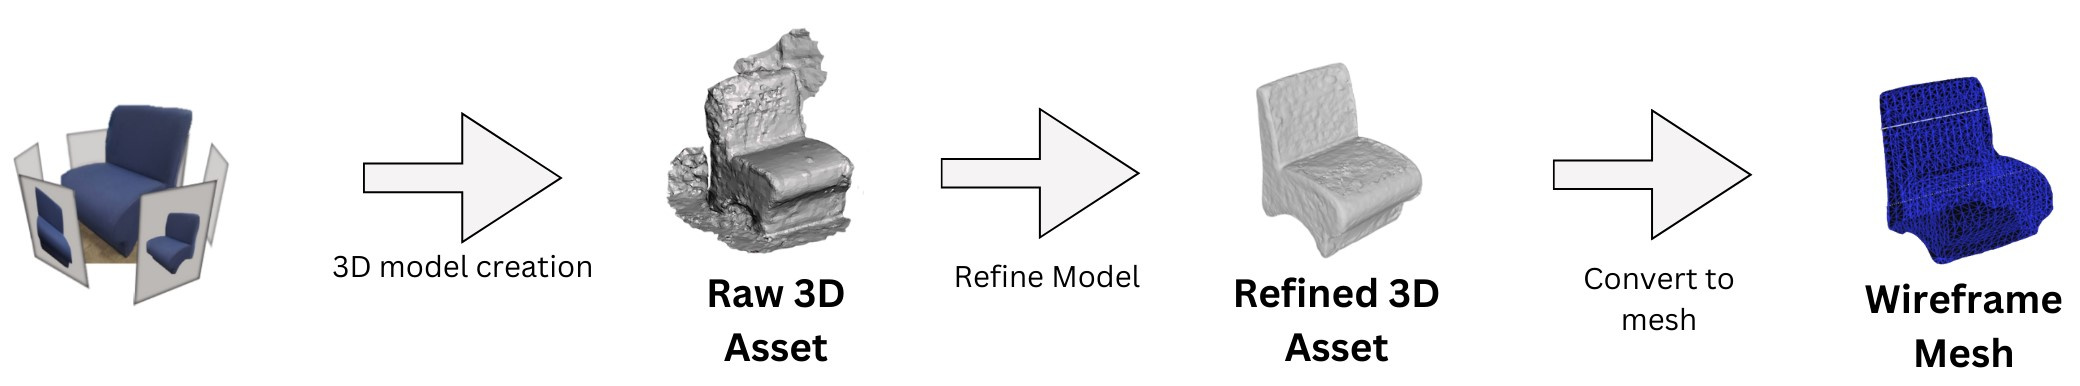 3D model creation
Raw 3D
Asset
Refine Model
Refined 3D
Asset
Convert to
mesh
Wireframe
Mesh